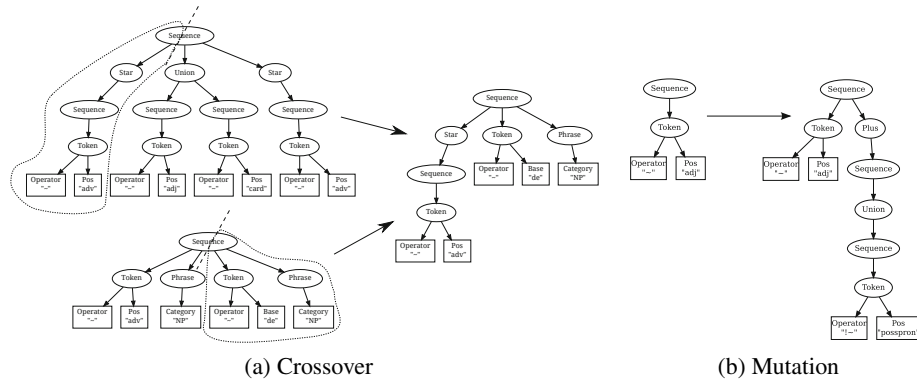 Sequence
Star Union Star
Sequence Sequence Sequence Sequence
Token Token Token Token
Operator Pos Operator Pos Operator Pos Operator Pos
"~" "adv" "~" "adj" "~" "card" "~" "adv"
Sequence
Token Phrase Token Phrase
Operator Pos Category Operator Base Category
"~" "adv" "NP" "~" "de" "NP"
Sequence
Star Token Phrase
Sequence Operator Base Category
"~" "de" "NP"
Token
Operator Pos
"~" "adv"
(a) Crossover
Sequence
Token
Operator Pos
"~" "adj"
Sequence
Token Plus
Operator Pos Sequence
"~" "adj"
Union
Sequence
Token
Operator Pos
"!~" "posspron"
(b) Mutation